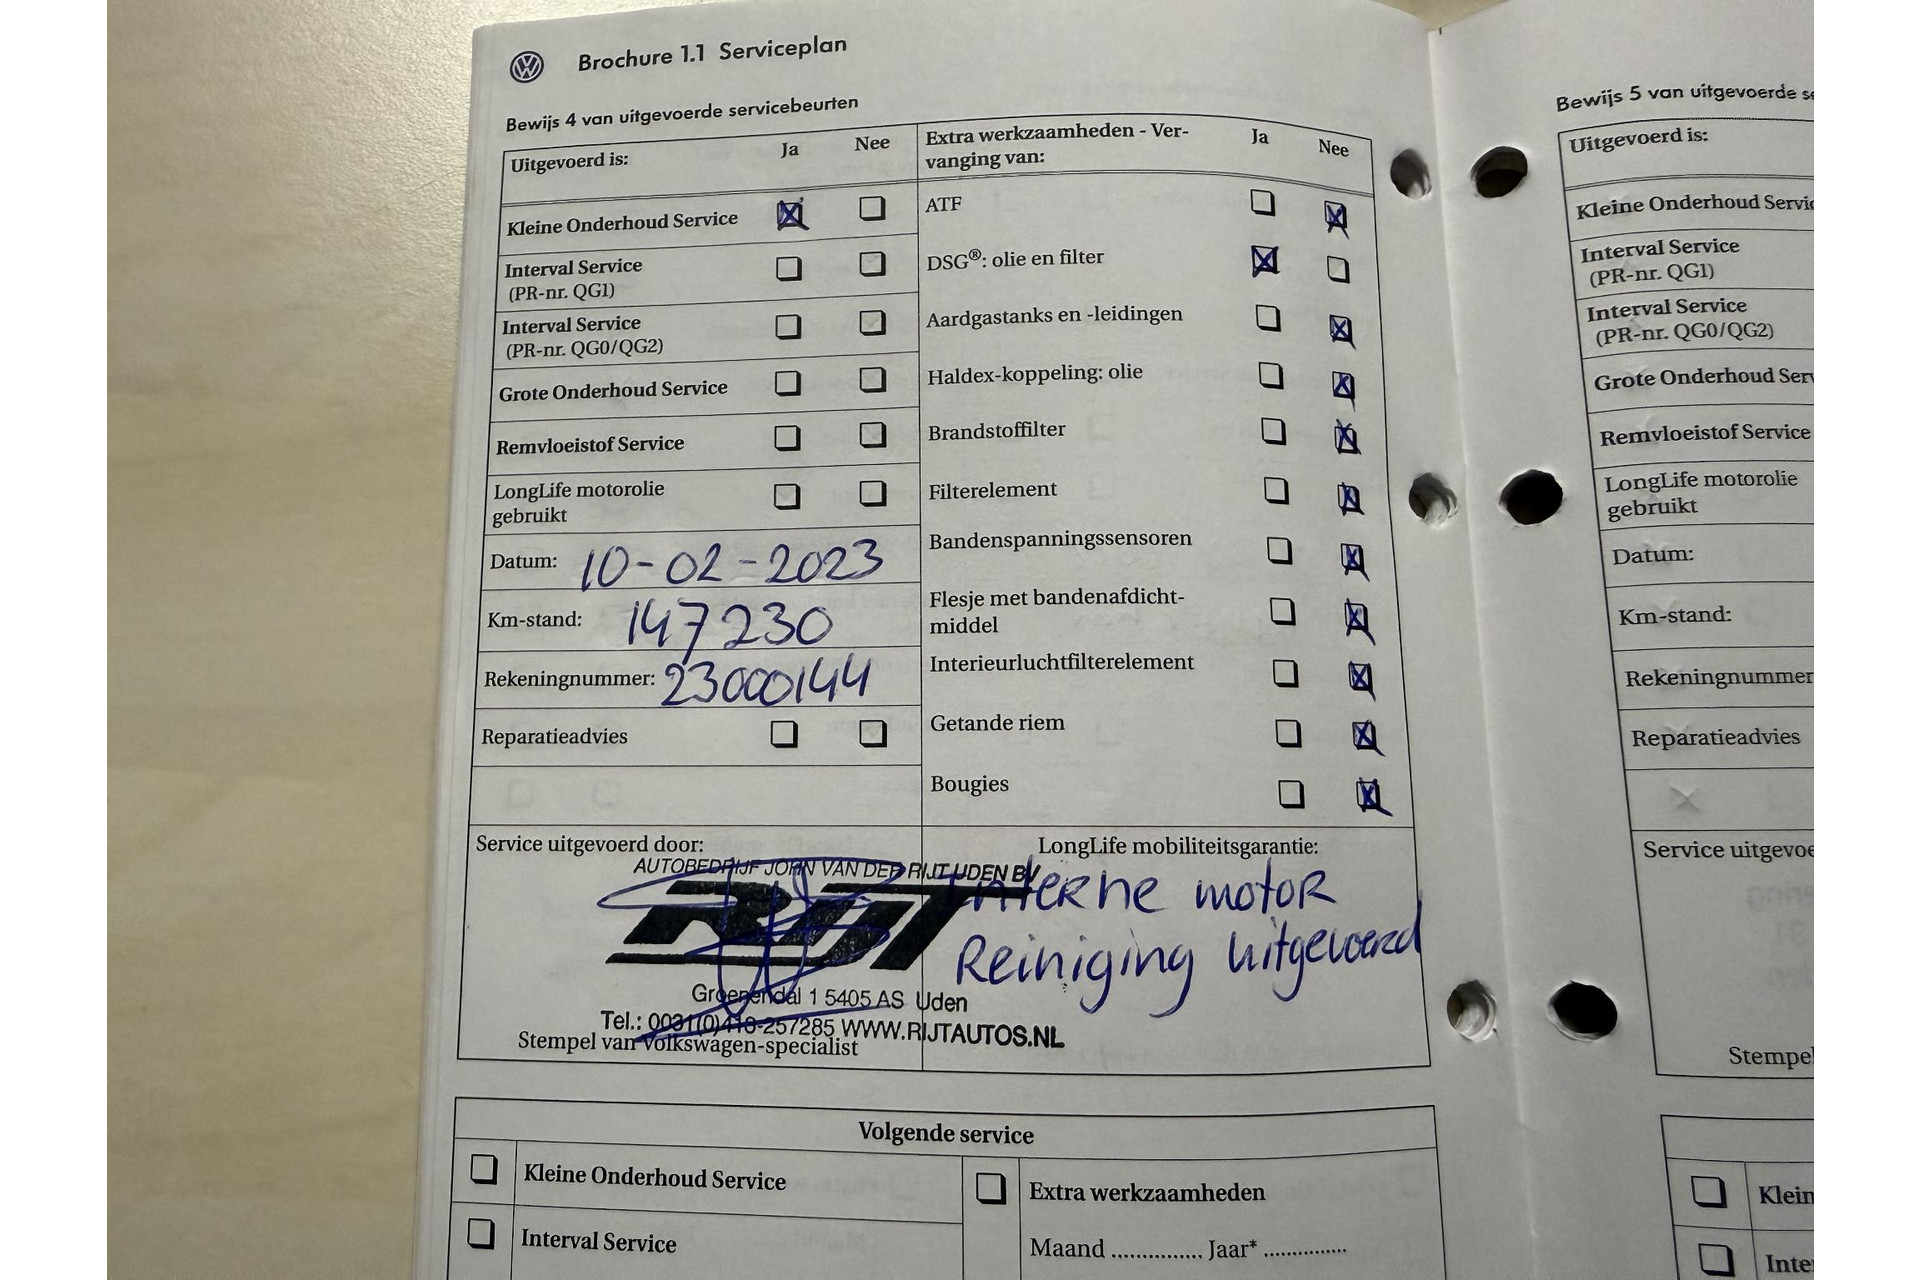 Brochure 1.1 Serviceplan
Bewijs 4 van uitgevoerde servicebeurten
Uitgevoerd is: Ja Nee
Kleine Onderhoud Service
Interval Service
(PR-nr. QG1)
Interval Service
(PR-nr. QG0/QG2)
Grote Onderhoud Service
Remvloeistof Service
LongLife motorolie
gebruikt
Datum: 10-02-2023
Km-stand: 147230
Rekeningnummer: 23000144
Reparatieadvies
Extra werkzaamheden - Ver-
vanging van: Ja Nee
ATF
DSG®: olie en filter
Aardgastanks en -leidingen
Haldex-koppeling: olie
Brandstoffilter
Filterelement
Bandenspanningssensoren
Flesje met bandenafdicht-
middel
Interieurluchtfilterelement
Getande riem
Bougies
Service uitgevoerd door:
AUTOBEDRIJF JOHN VAN DER RIJT UDEN BV
RIJT
Groenendal 1 5405 AS Uden
Tel.: 0031(0)413-257285 WWW.RIJTAUTOS.NL
Stempel van Volkswagen-specialist
LongLife mobiliteitsgarantie:
Interne motor
Reiniging uitgevoerd
Volgende service
Kleine Onderhoud Service
Interval Service
Extra werkzaamheden
Maand .............. Jaar* .............
Bewijs 5 van uitgevoerde
Uitgevoerd is:
Kleine Onderhoud Servi
Interval Service
(PR-nr. QG1)
Interval Service
(PR-nr. QG0/QG2)
Grote Onderhoud Ser
Remvloeistof Service
LongLife motorolie
gebruikt
Datum:
Km-stand:
Rekeningnummer
Reparatieadvies
Service uitgevoe
Stempel
Klein
Inte